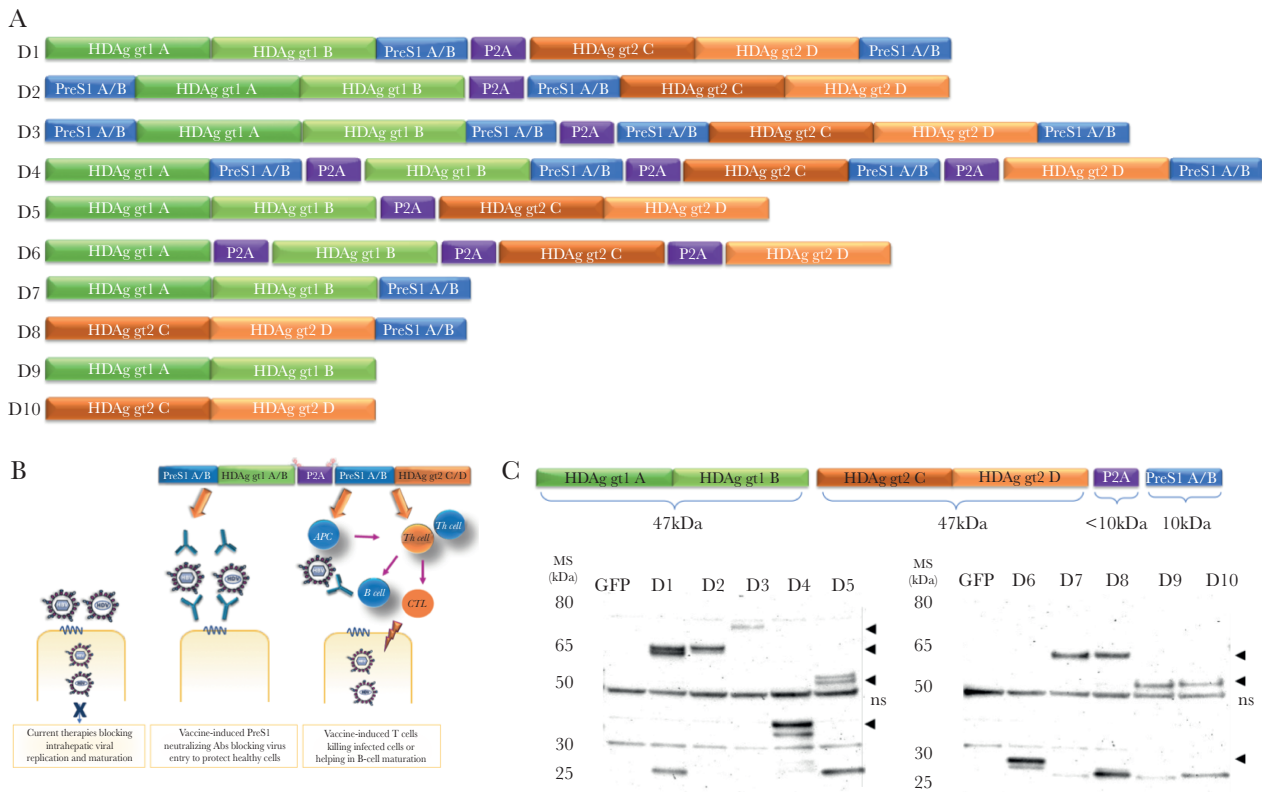 A
D1 HDAg gt1 A HDAg gt1 B PreS1 A/B P2A HDAg gt2 C HDAg gt2 D PreS1 A/B
D2 PreS1 A/B HDAg gt1 A HDAg gt1 B P2A PreS1 A/B HDAg gt2 C HDAg gt2 D
D3 PreS1 A/B HDAg gt1 A HDAg gt1 B PreS1 A/B P2A PreS1 A/B HDAg gt2 C HDAg gt2 D PreS1 A/B
D4 HDAg gt1 A PreS1 A/B P2A HDAg gt1 B PreS1 A/B P2A HDAg gt2 C PreS1 A/B P2A HDAg gt2 D PreS1 A/B
D5 HDAg gt1 A HDAg gt1 B P2A HDAg gt2 C HDAg gt2 D
D6 HDAg gt1 A P2A HDAg gt1 B P2A HDAg gt2 C P2A HDAg gt2 D
D7 HDAg gt1 A HDAg gt1 B PreS1 A/B
D8 HDAg gt2 C HDAg gt2 D PreS1 A/B
D9 HDAg gt1 A HDAg gt1 B
D10 HDAg gt2 C HDAg gt2 D
B
PreS1 A/B HDAg gt1 A/B P2A PreS1 A/B HDAg gt2 C/D
APC Th cell Th cell
B cell CTL
HDV
HDV
Current therapies blocking
intrahepatic viral
replication and maturation
Vaccine-induced PreS1
neutralizing Abs blocking virus
entry to protect healthy cells
Vaccine-induced T cells
killing infected cells or
helping in B-cell maturation
C
HDAg gt1 A HDAg gt1 B HDAg gt2 C HDAg gt2 D P2A PreS1 A/B
47kDa 47kDa <10kDa 10kDa
MS
(kDa)
GFP D1 D2 D3 D4 D5
80
65
50
ns
30
25
MS
(kDa)
GFP D6 D7 D8 D9 D10
80
65
50
ns
30
25